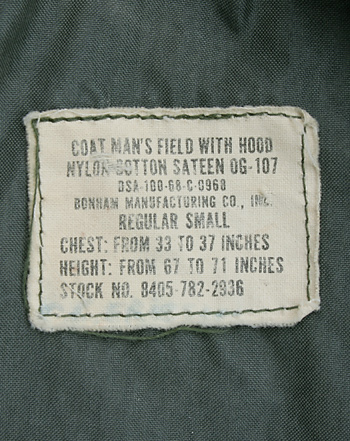 COAT MAN'S FIELD WITH HOOD
NYLON COTTON SATEEN OG-107
DSA-100-68-C-0968
BONHAM MANUFACTURING CO., INC.
REGULAR SMALL
CHEST: FROM 33 TO 37 INCHES
HEIGHT: FROM 67 TO 71 INCHES
STOCK NO. 8405-782-2936